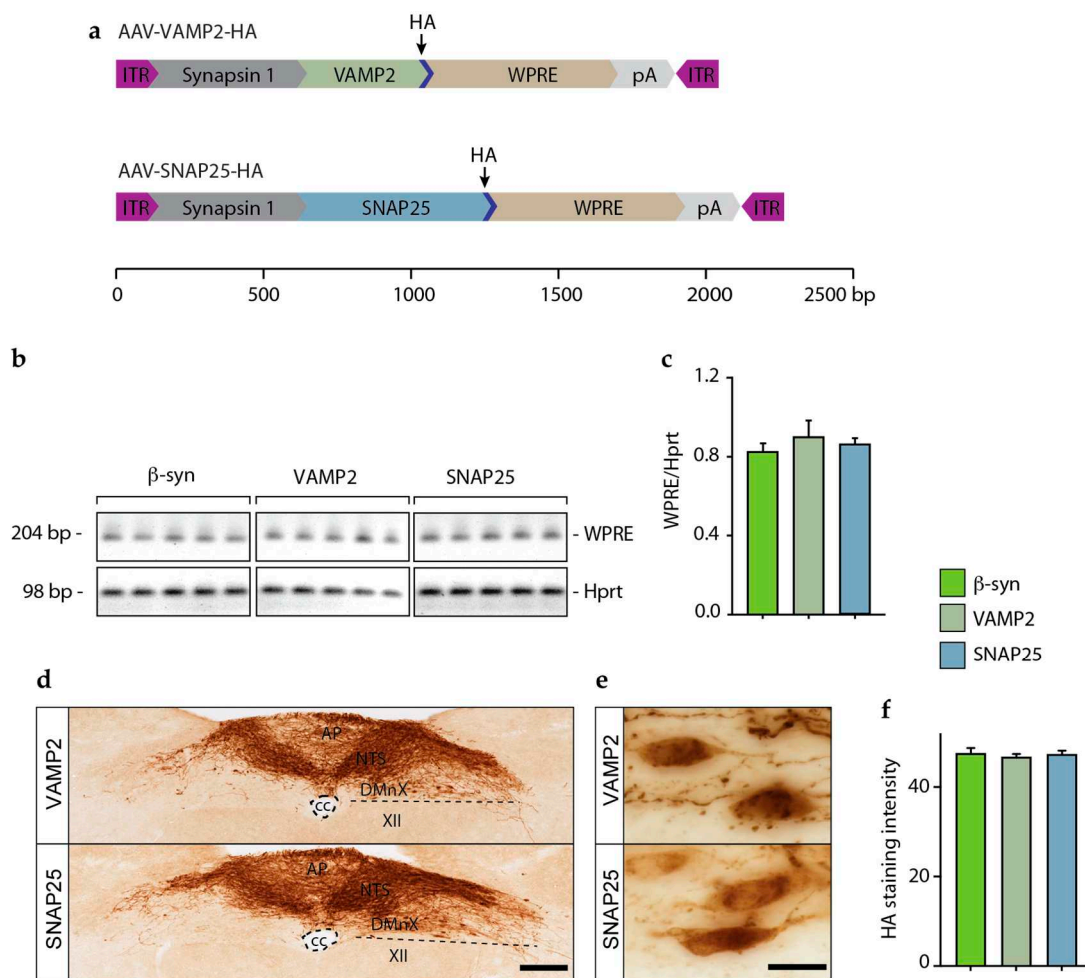 a
AAV-VAMP2-HA
HA
ITR Synapsin 1 VAMP2 WPRE pA ITR
AAV-SNAP25-HA
HA
ITR Synapsin 1 SNAP25 WPRE pA ITR
0 500 1000 1500 2000 2500 bp
b
β-syn VAMP2 SNAP25
204 bp - - WPRE
98 bp - - Hprt
c
WPRE/Hprt
1.2
0.8
0.4
0.0
β-syn
VAMP2
SNAP25
d
VAMP2
AP
NTS
DMnX
cc
XII
SNAP25
AP
NTS
DMnX
cc
XII
e
VAMP2
SNAP25
f
HA staining intensity
40
20
0